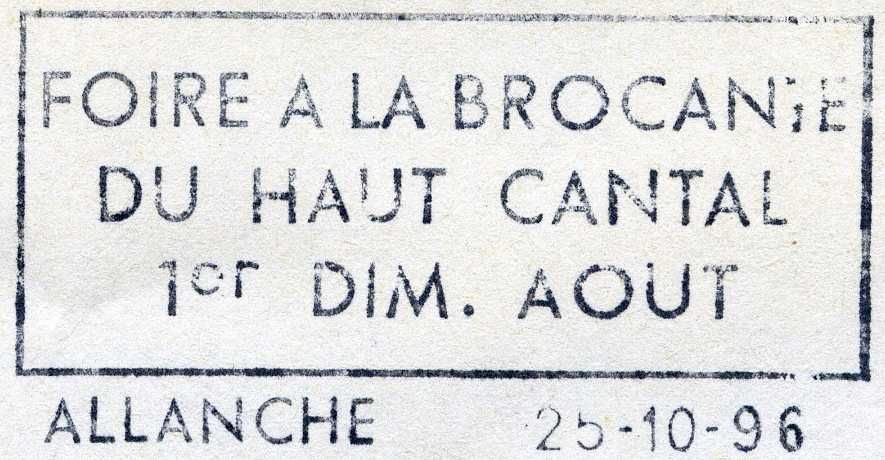 FOIRE A LA BROCANTE
DU HAUT CANTAL
1er DIM. AOUT
ALLANCHE 25-10-96